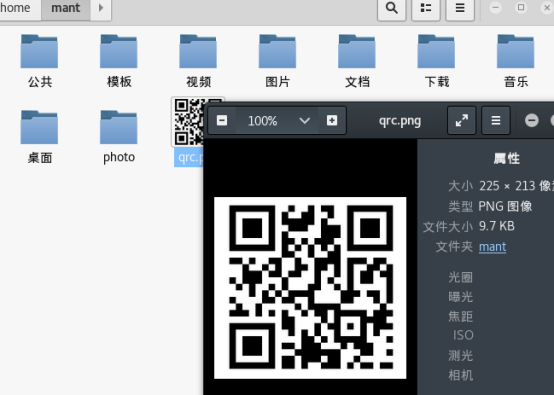 home mant
公共 模板 视频 图片 文档 下载 音乐
桌面 photo
100% qrc.png
属性
大小 225 × 213
类型 PNG 图像
文件大小 9.7 KB
文件夹 mant
光圈
曝光
焦距
ISO
测光
相机